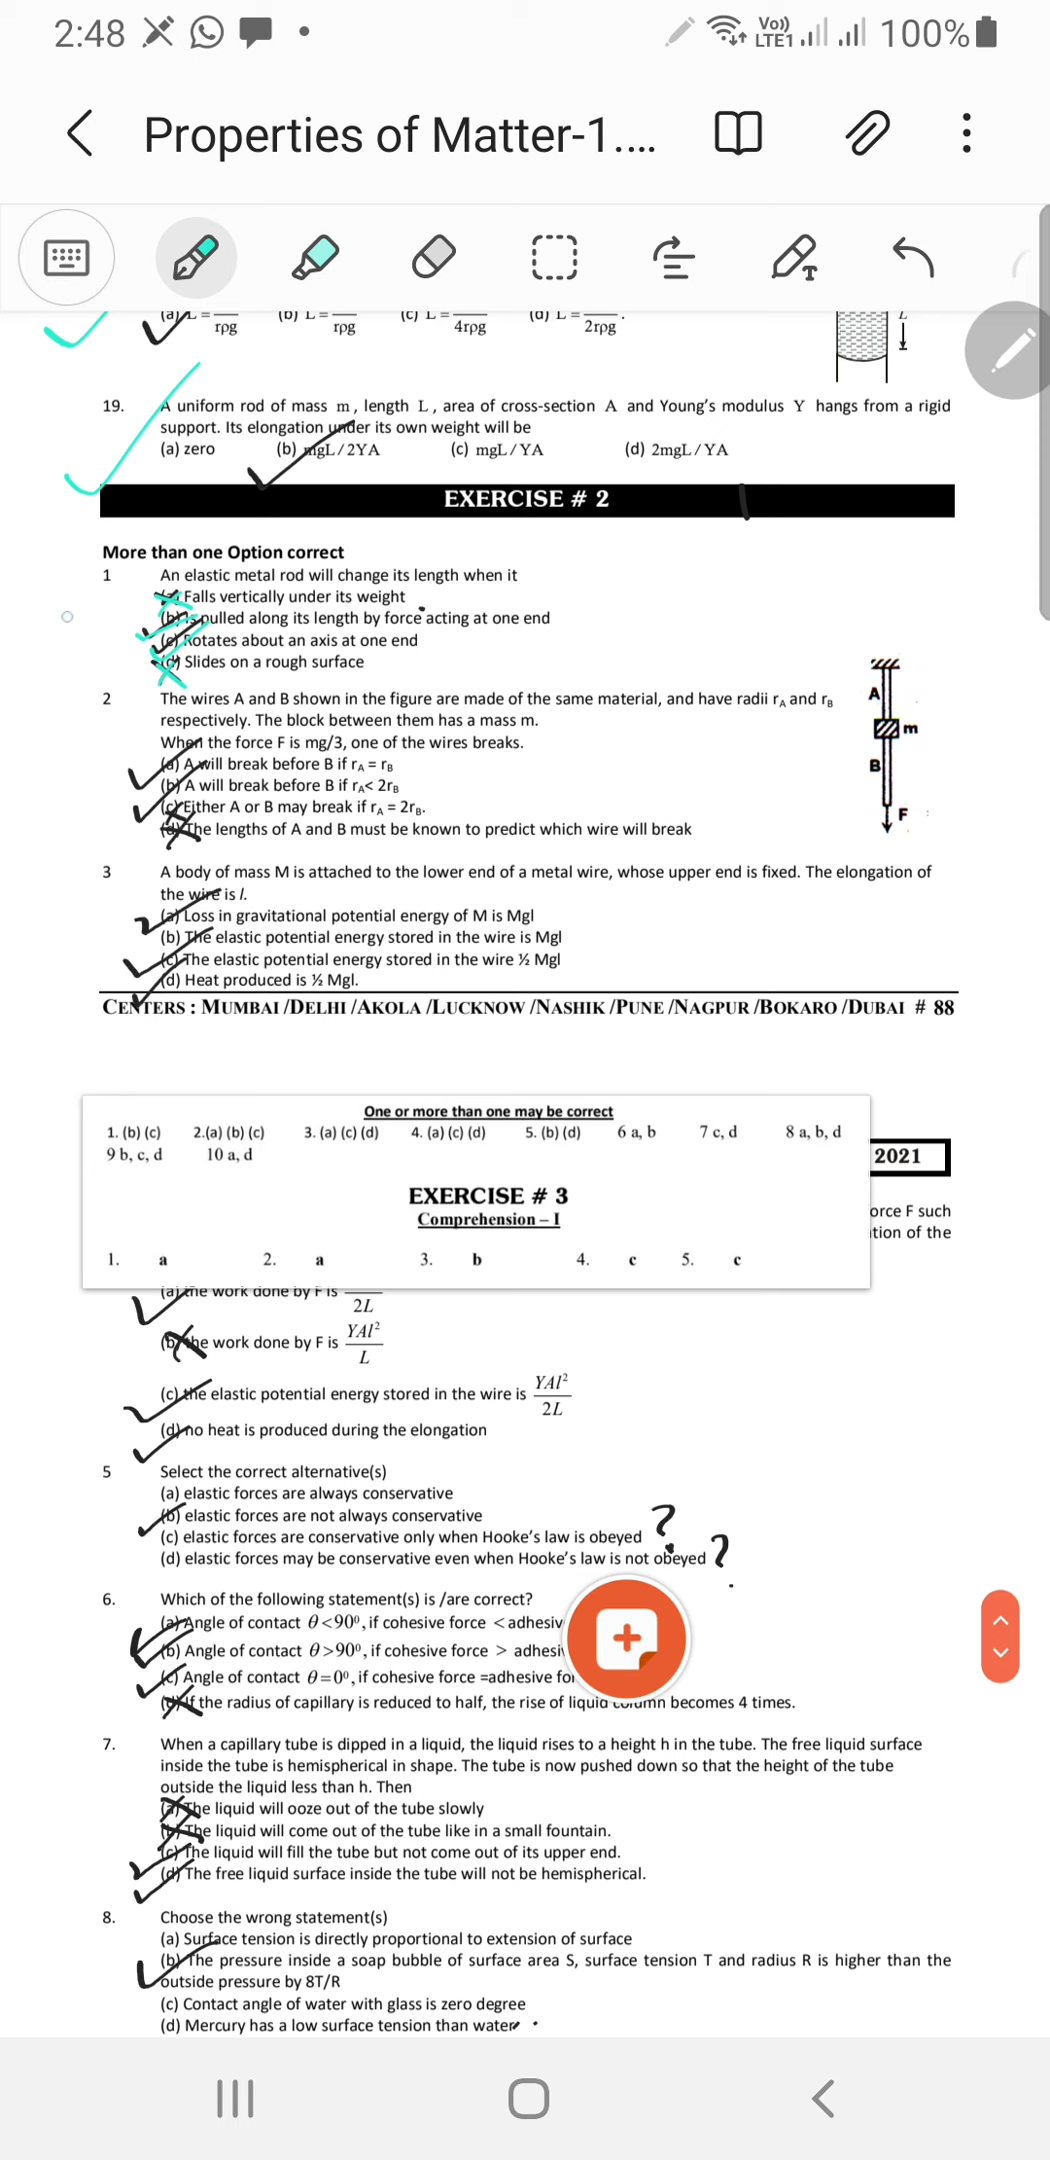 2:48
Vo))
LTE1
100%
Properties of Matter-1....
(a) L =
rρg
(b) L =
rρg
(c) L =
4rρg
(d) L =
2rρg
.
L
19. A uniform rod of mass m, length L, area of cross-section A and Young's modulus Y hangs from a rigid
support. Its elongation under its own weight will be
(a) zero (b) mgL/2YA (c) mgL/YA (d) 2mgL/YA
EXERCISE # 2
More than one Option correct
1 An elastic metal rod will change its length when it
Falls vertically under its weight
(b) is pulled along its length by force acting at one end
(c) Rotates about an axis at one end
(d) Slides on a rough surface
2 The wires A and B shown in the figure are made of the same material, and have radii rA and rB
respectively. The block between them has a mass m.
When the force F is mg/3, one of the wires breaks.
(a) A will break before B if rA = rB
(b) A will break before B if rA< 2rB
(c) Either A or B may break if rA = 2rB.
(d) The lengths of A and B must be known to predict which wire will break
A
m
B
F
3 A body of mass M is attached to the lower end of a metal wire, whose upper end is fixed. The elongation of
the wire is l.
(a) Loss in gravitational potential energy of M is Mgl
(b) The elastic potential energy stored in the wire is Mgl
(c) The elastic potential energy stored in the wire ½ Mgl
(d) Heat produced is ½ Mgl.
CENTERS : MUMBAI /DELHI /AKOLA /LUCKNOW /NASHIK /PUNE /NAGPUR /BOKARO /DUBAI # 88
One or more than one may be correct
1. (b) (c) 2.(a) (b) (c) 3. (a) (c) (d) 4. (a) (c) (d) 5. (b) (d) 6 a, b 7 c, d 8 a, b, d
9 b, c, d 10 a, d
2021
EXERCISE # 3
Comprehension – I
orce F such
tion of the
1. a 2. a 3. b 4. c 5. c
(a) the work done by F is
2L
(b) the work done by F is YAl²
L
(c) the elastic potential energy stored in the wire is YAl²
2L
(d) no heat is produced during the elongation
5 Select the correct alternative(s)
(a) elastic forces are always conservative
(b) elastic forces are not always conservative
(c) elastic forces are conservative only when Hooke's law is obeyed ?
(d) elastic forces may be conservative even when Hooke's law is not obeyed ?
6. Which of the following statement(s) is /are correct?
(a) Angle of contact θ<90⁰, if cohesive force < adhesiv
(b) Angle of contact θ>90⁰, if cohesive force > adhesi
(c) Angle of contact θ=0⁰, if cohesive force =adhesive fo
(d) If the radius of capillary is reduced to half, the rise of liquid column becomes 4 times.
7. When a capillary tube is dipped in a liquid, the liquid rises to a height h in the tube. The free liquid surface
inside the tube is hemispherical in shape. The tube is now pushed down so that the height of the tube
outside the liquid less than h. Then
(a) The liquid will ooze out of the tube slowly
(b) The liquid will come out of the tube like in a small fountain.
(c) The liquid will fill the tube but not come out of its upper end.
(d) The free liquid surface inside the tube will not be hemispherical.
8. Choose the wrong statement(s)
(a) Surface tension is directly proportional to extension of surface
(b) The pressure inside a soap bubble of surface area S, surface tension T and radius R is higher than the
outside pressure by 8T/R
(c) Contact angle of water with glass is zero degree
(d) Mercury has a low surface tension than water